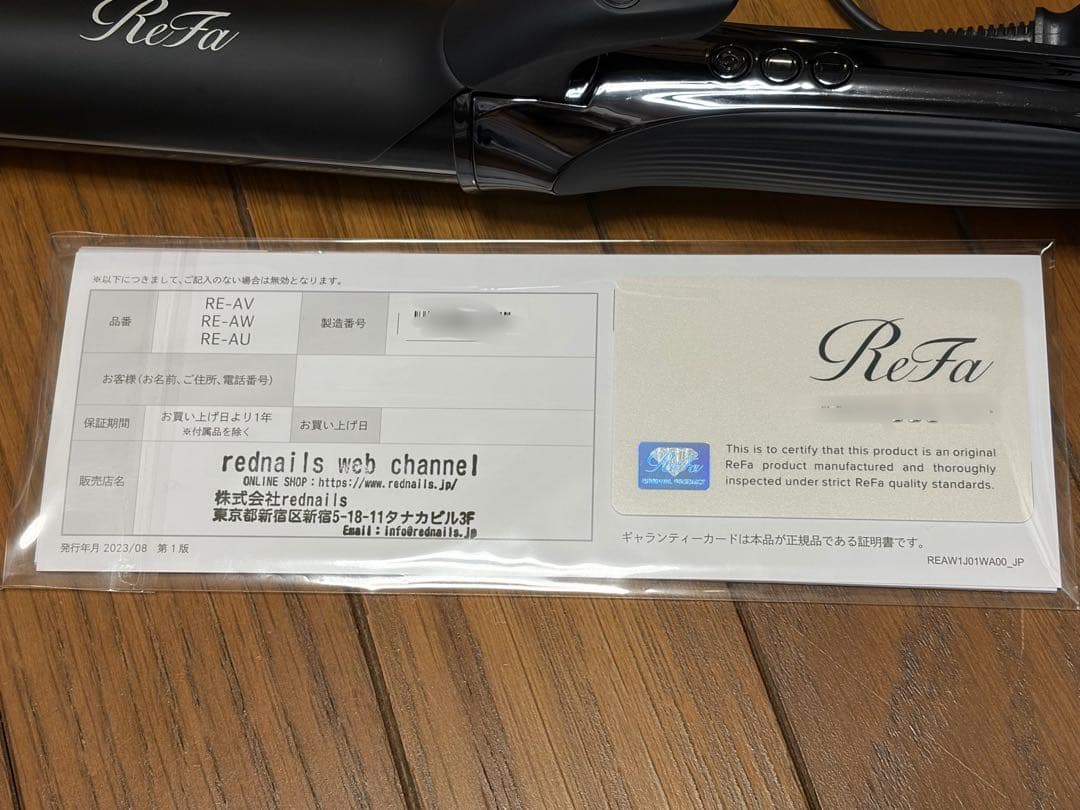 ReFa
※以下につきまして、ご記入のない場合は無効となります。
品番
RE-AV
RE-AW
RE-AU
製造番号
お客様(お名前、ご住所、電話番号)
保証期間
お買い上げ日より1年
※付属品を除く
お買い上げ日
販売店名
rednails web channel
ONLINE SHOP:https://www.rednails.jp/
株式会社rednails
東京都新宿区新宿5-18-11タナカビル3F
Email:info@rednails.jp
発行年月 2023/08 第1版
ReFa
ReFa
This is to certify that this product is an original
ReFa product manufactured and thoroughly
inspected under strict ReFa quality standards.
ギャランティーカードは本品が正規品である証明書です。
REAW1J01WA00_JP